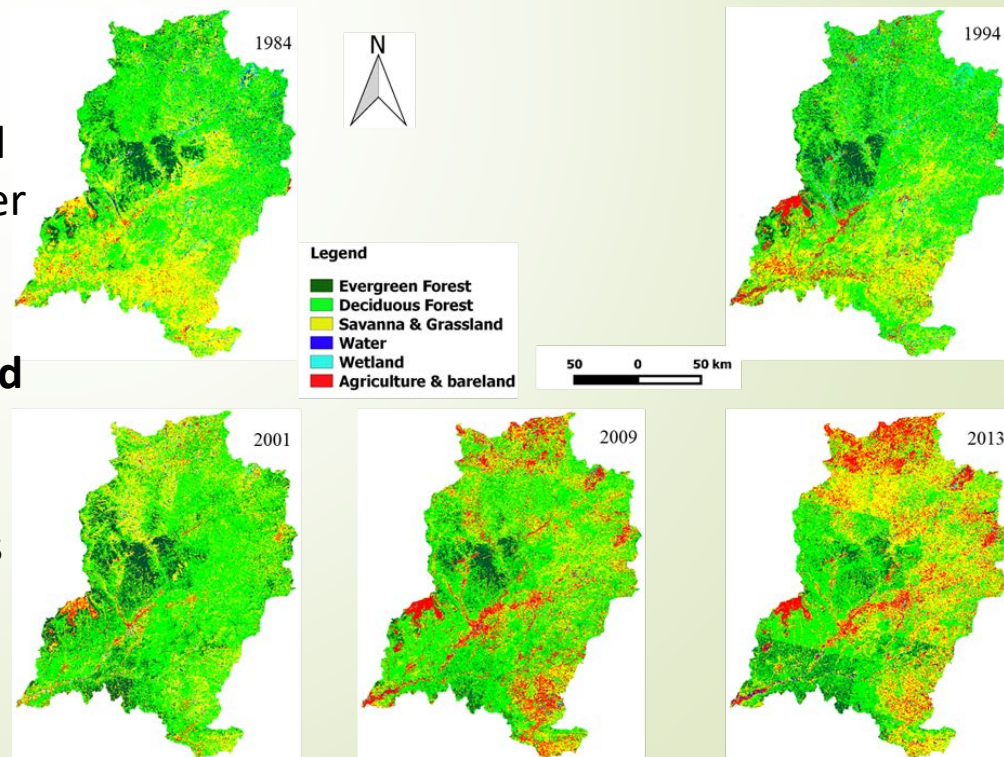 1984
N
1994
Legend
Evergreen Forest
Deciduous Forest
Savanna & Grassland
Water
Wetland
Agriculture & bareland
50 0 50 km
2001
2009
2013